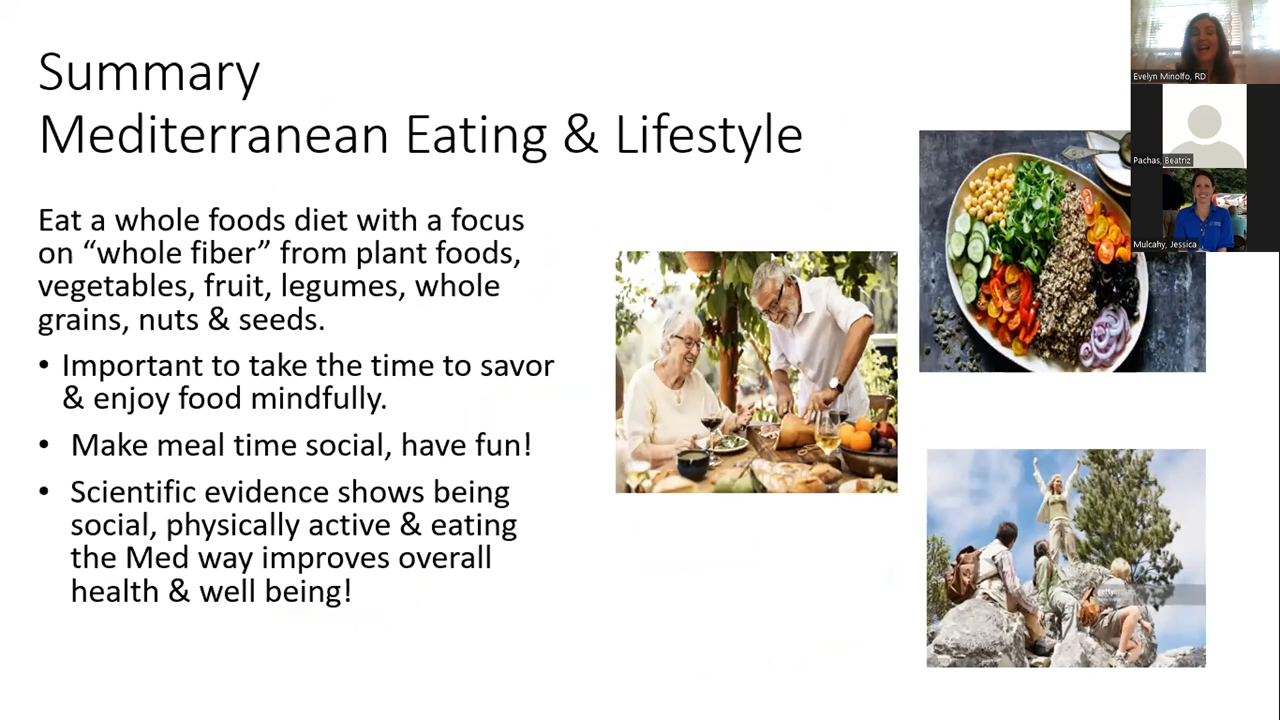 Summary
Mediterranean Eating & Lifestyle
Eat a whole foods diet with a focus
on “whole fiber” from plant foods,
vegetables, fruit, legumes, whole
grains, nuts & seeds.
• Important to take the time to savor
& enjoy food mindfully.
• Make meal time social, have fun!
• Scientific evidence shows being
social, physically active & eating
the Med way improves overall
health & well being!
Evelyn Minolfo, RD
Pachas, Beatriz
Mulcahy, Jessica